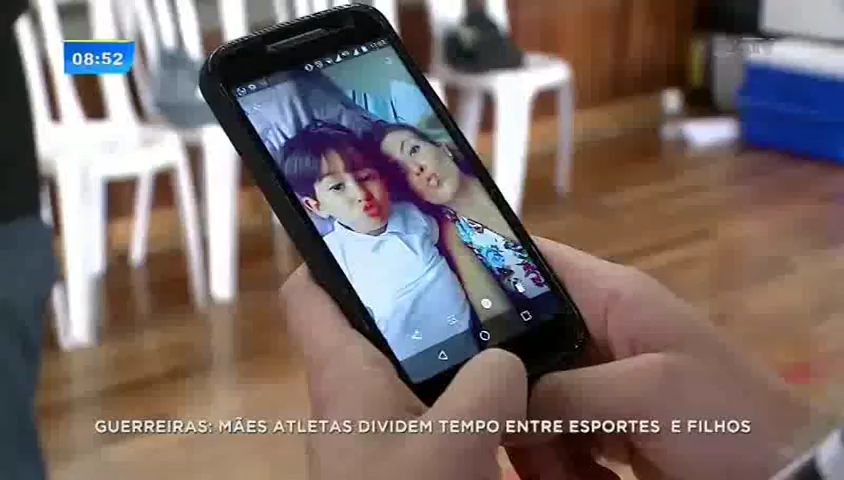 08:52
GUERREIRAS: MÃES ATLETAS DIVIDEM TEMPO ENTRE ESPORTES E FILHOS